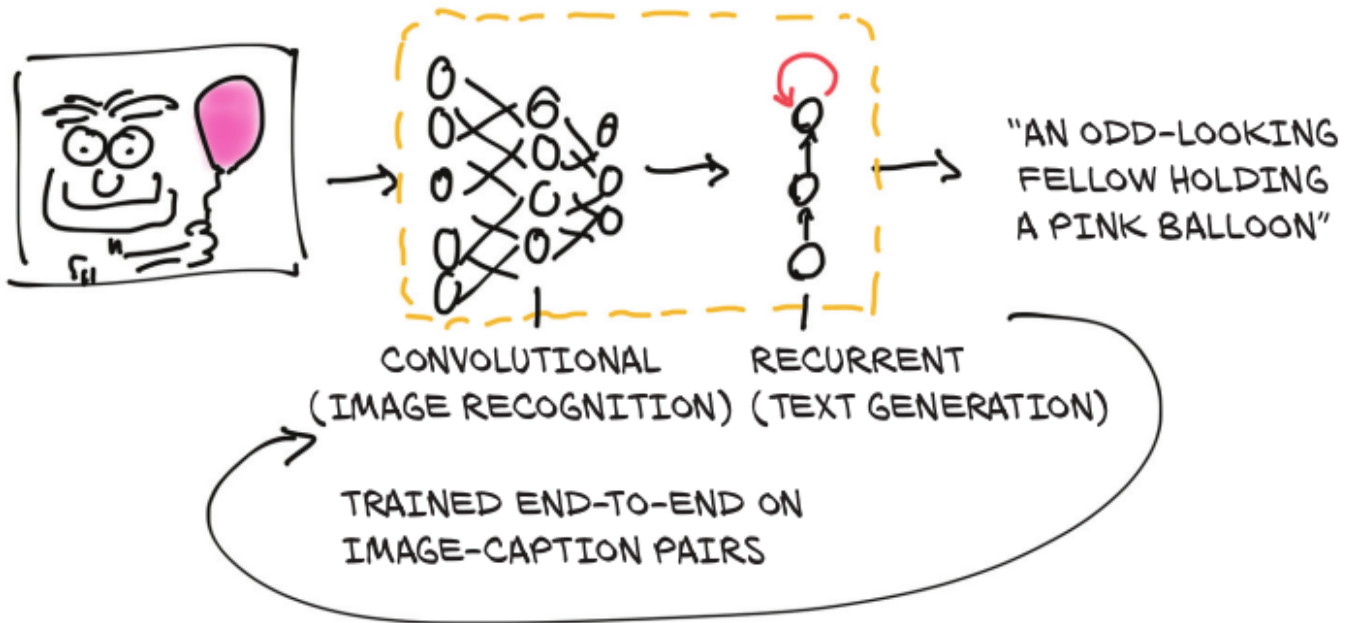 "AN ODD-LOOKING
FELLOW HOLDING
A PINK BALLOON"
CONVOLUTIONAL
(IMAGE RECOGNITION)
RECURRENT
(TEXT GENERATION)
TRAINED END-TO-END ON
IMAGE-CAPTION PAIRS